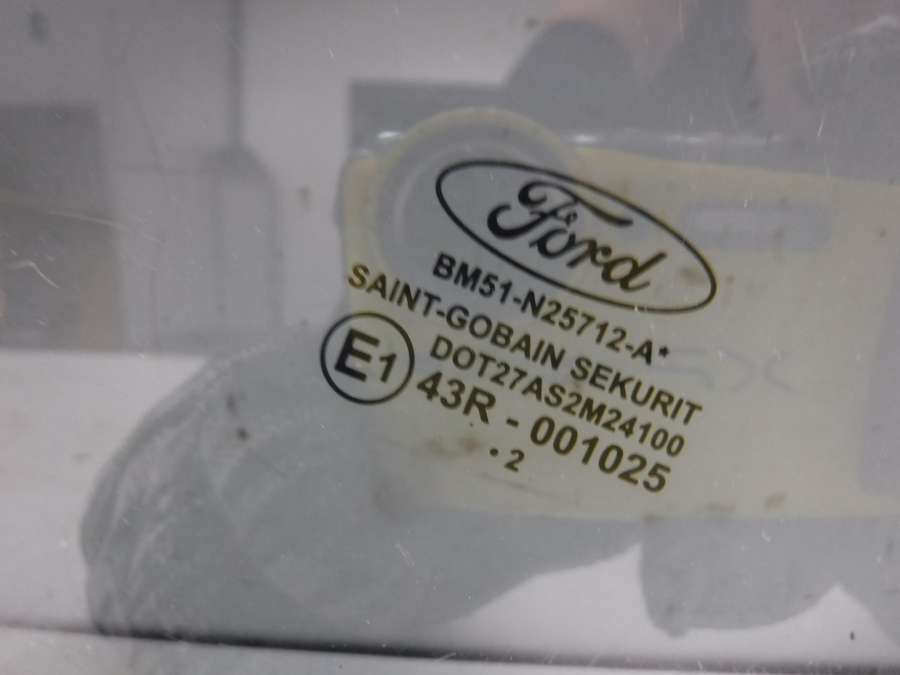 Ford
BM51-N25712-A*
SAINT-GOBAIN SEKURIT
DOT27AS2M24100
E1 43R - 001025
. 2